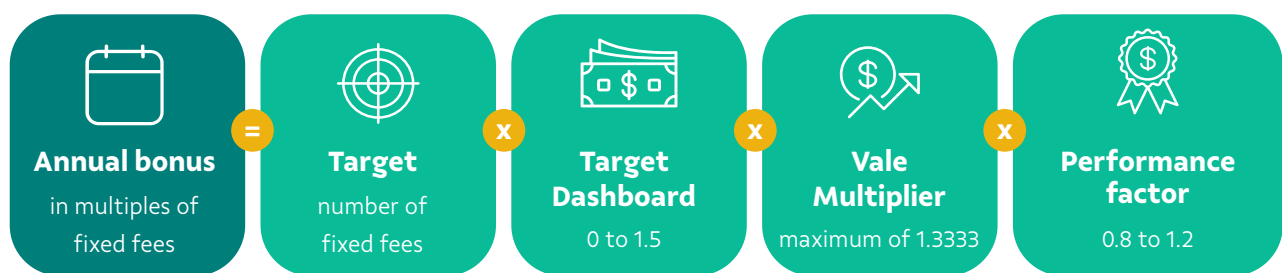 Annual bonus
in multiples of
fixed fees
=
Target
number of
fixed fees
x
Target
Dashboard
0 to 1.5
x
Vale
Multiplier
maximum of 1.3333
x
Performance
factor
0.8 to 1.2
$
$
$